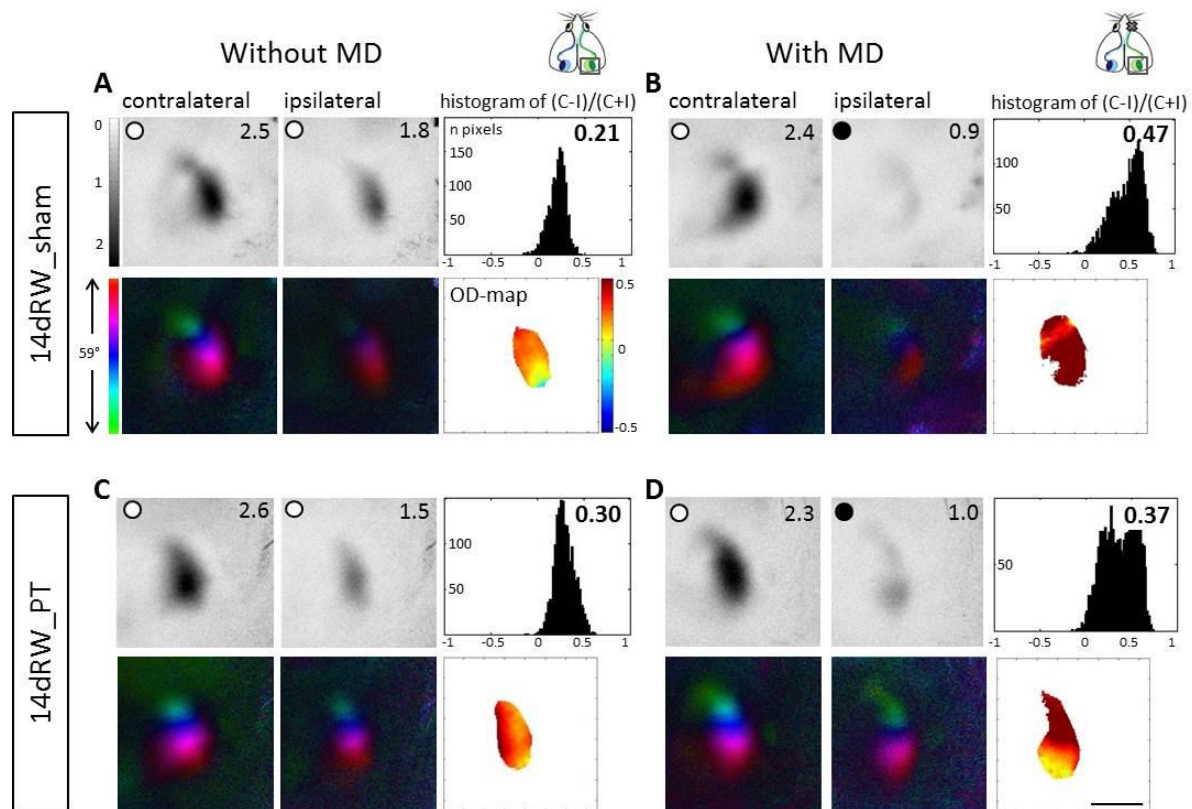 Without MD
With MD
A
contralateral
ipsilateral
histogram of (C-I)/(C+I)
B
contralateral
ipsilateral
histogram of (C-I)/(C+I)
14dRW_sham
0
1
2
2.5
1.8
n pixels
0.21
150
100
50
-1 -0.5 0 0.5 1
2.4
0.9
0.47
100
50
-1 -0.5 0 0.5 1
59°
OD-map
0.5
0
-0.5
14dRW_PT
C
2.6
1.5
0.30
100
50
-1 -0.5 0 0.5 1
D
2.3
1.0
0.37
50
-1 -0.5 0 0.5 1